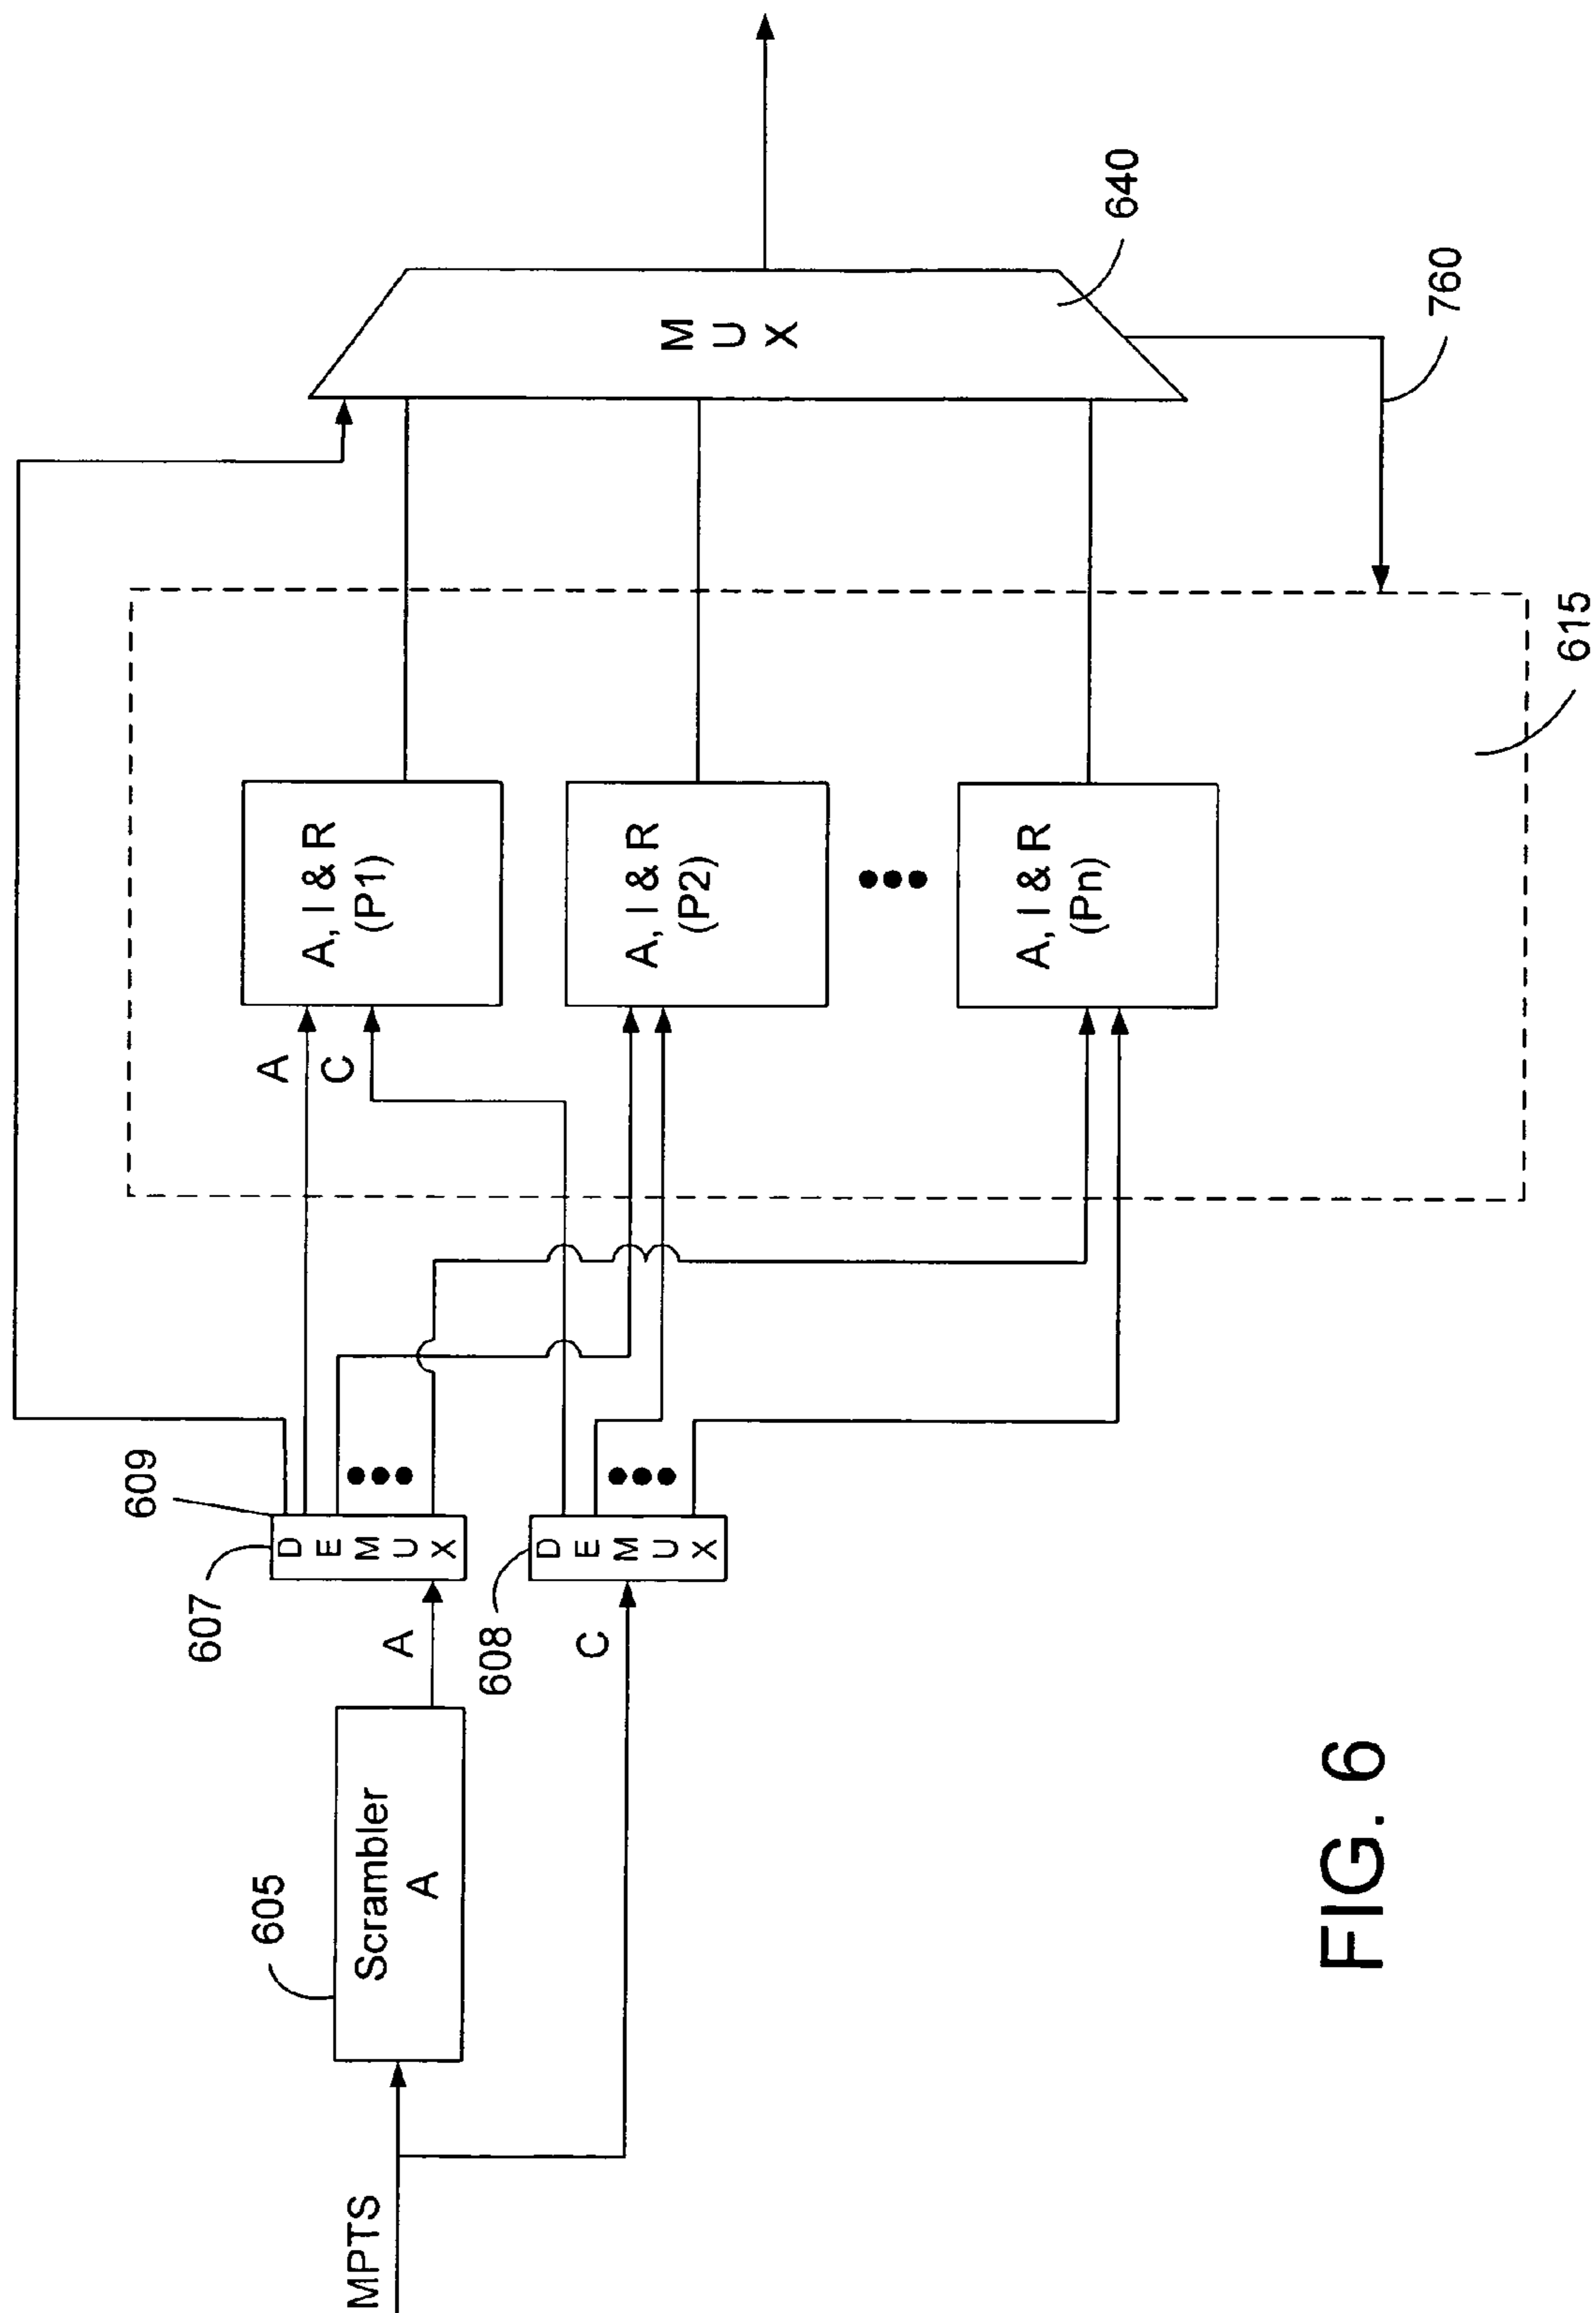 MPTS
605
Scrambler
A
A
607
609
D
E
M
U
X
608
C
D
E
M
U
X
A
C
A, I & R
(P1)
A, I & R
(P2)
A, I & R
(Pn)
615
M
U
X
640
760
FIG. 6